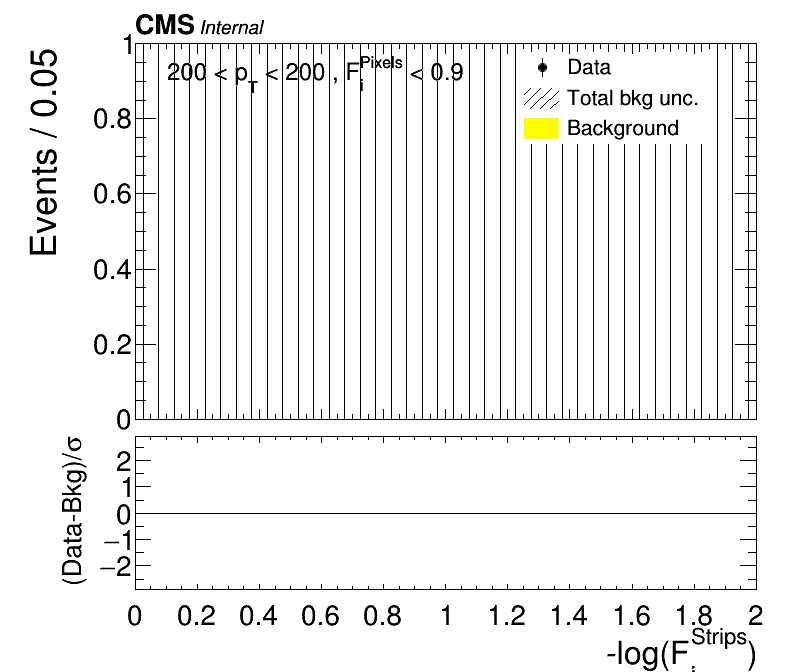 CMS Internal
Events / 0.05
1
0.8
0.6
0.4
0.2
0
200 < p_T < 200 , F_i^Pixels < 0.9
Data
Total bkg unc.
Background
(Data-Bkg)/σ
2
1
0
−1
−2
0 0.2 0.4 0.6 0.8 1 1.2 1.4 1.6 1.8 2
-log(F_i^Strips)